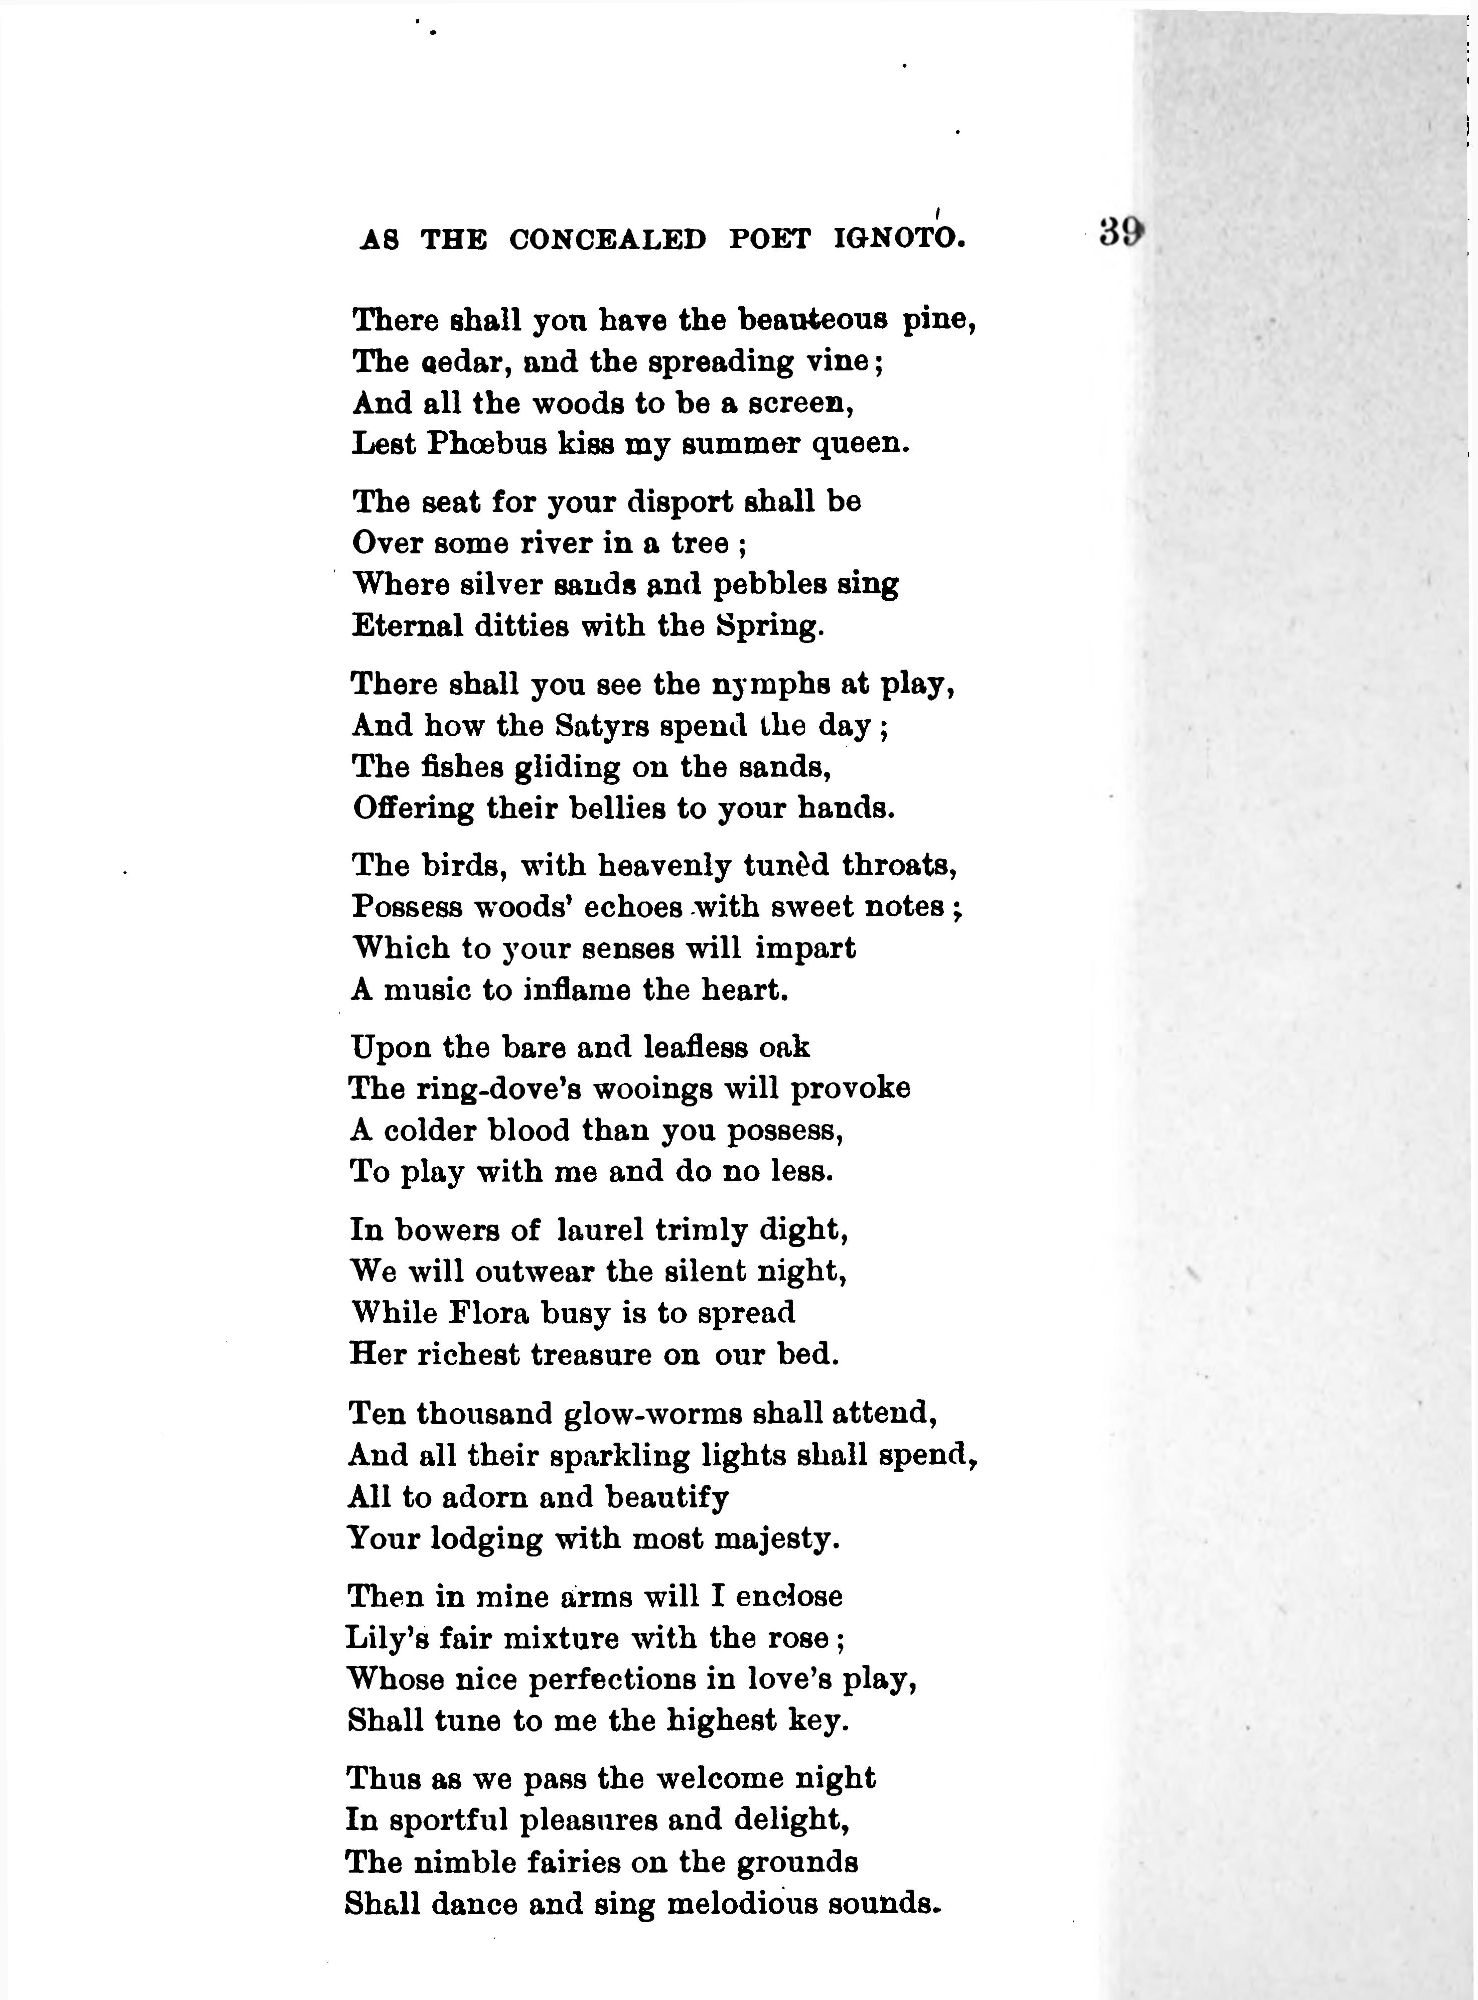 AS THE CONCEALED POET IGNOTO. 39
There shall you have the beauteous pine,
The cedar, and the spreading vine;
And all the woods to be a screen,
Lest Phœbus kiss my summer queen.
The seat for your disport shall be
Over some river in a tree;
Where silver sands and pebbles sing
Eternal ditties with the Spring.
There shall you see the nymphs at play,
And how the Satyrs spend the day;
The fishes gliding on the sands,
Offering their bellies to your hands.
The birds, with heavenly tunèd throats,
Possess woods' echoes with sweet notes;
Which to your senses will impart
A music to inflame the heart.
Upon the bare and leafless oak
The ring-dove's wooings will provoke
A colder blood than you possess,
To play with me and do no less.
In bowers of laurel trimly dight,
We will outwear the silent night,
While Flora busy is to spread
Her richest treasure on our bed.
Ten thousand glow-worms shall attend,
And all their sparkling lights shall spend,
All to adorn and beautify
Your lodging with most majesty.
Then in mine arms will I enclose
Lily's fair mixture with the rose;
Whose nice perfections in love's play,
Shall tune to me the highest key.
Thus as we pass the welcome night
In sportful pleasures and delight,
The nimble fairies on the grounds
Shall dance and sing melodious sounds.